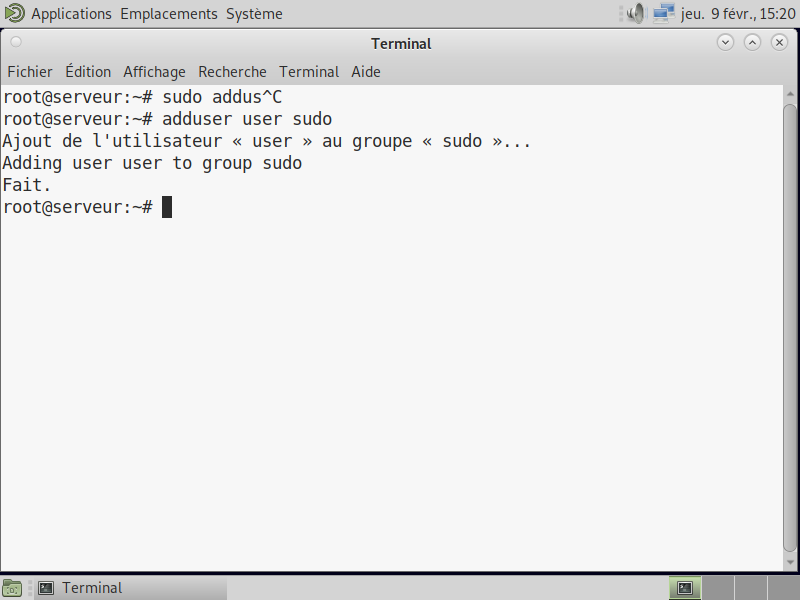 Applications Emplacements Système jeu. 9 févr., 15:20
Terminal
Fichier Édition Affichage Recherche Terminal Aide
root@serveur:~# sudo addus^C
root@serveur:~# adduser user sudo
Ajout de l'utilisateur « user » au groupe « sudo »...
Adding user user to group sudo
Fait.
root@serveur:~#
Terminal